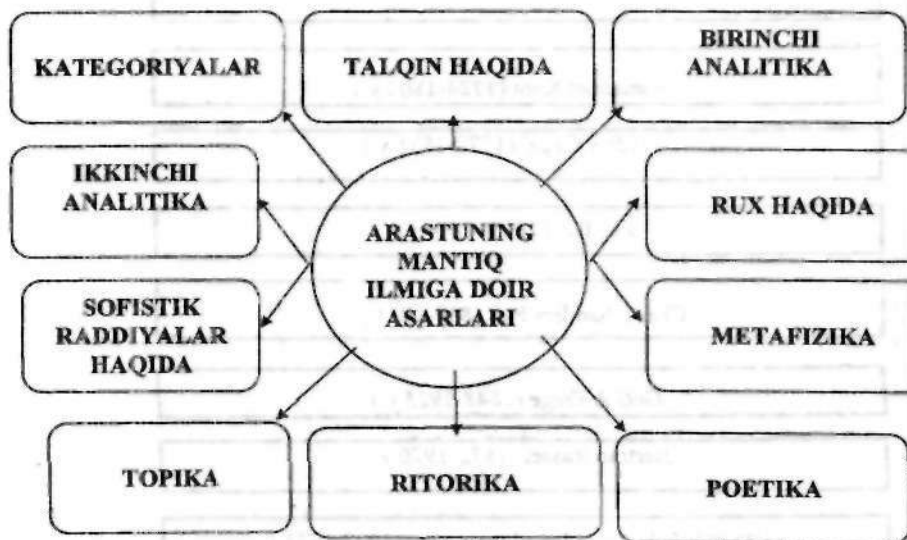 KATEGORIYALAR
TALQIN HAQIDA
BIRINCHI
ANALITIKA
IKKINCHI
ANALITIKA
ARASTUNING
MANTIQ
ILMIGA DOIR
ASARLARI
RUX HAQIDA
SOFISTIK
RADDIYALAR
HAQIDA
METAFIZIKA
TOPIKA
RITORIKA
POETIKA